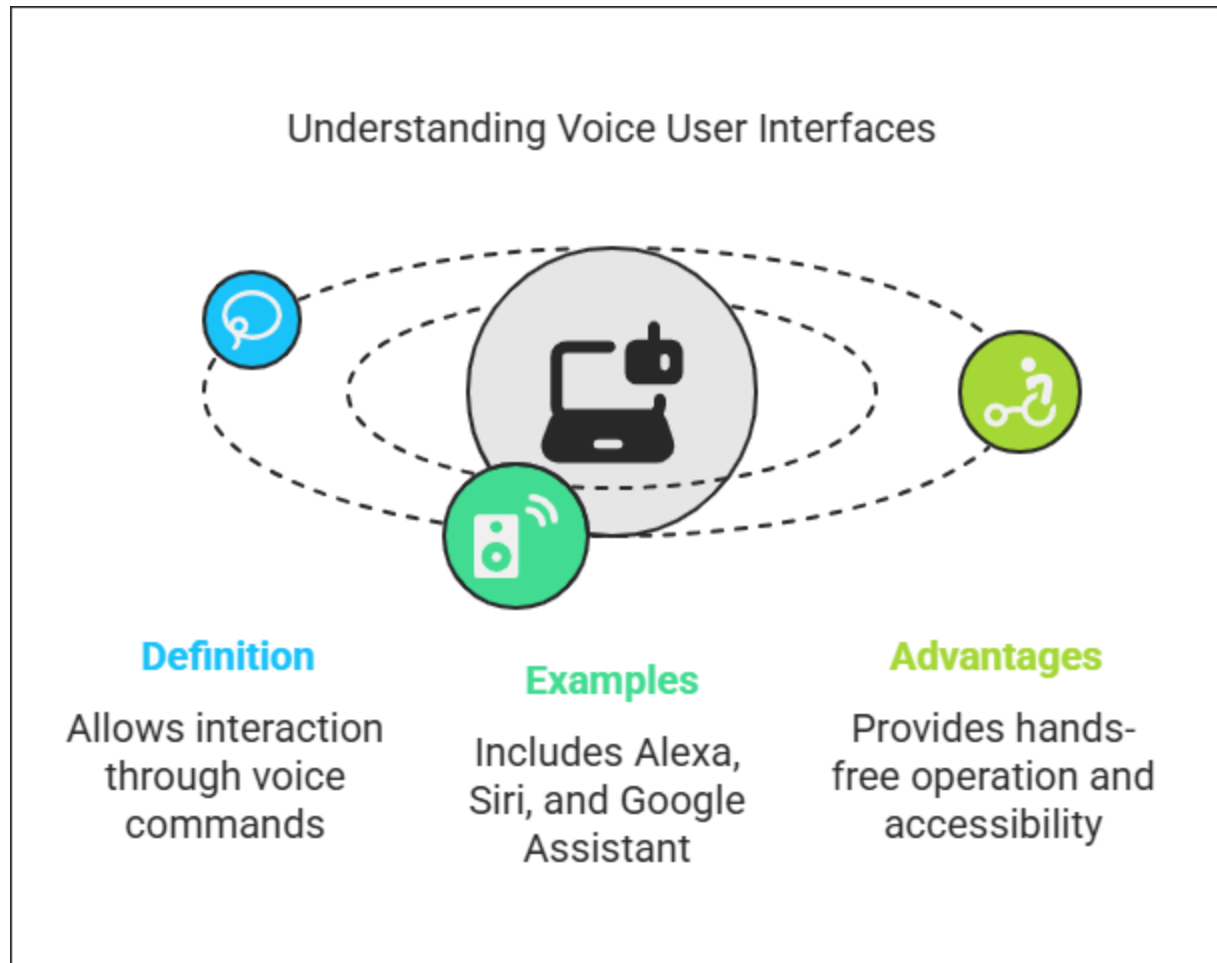 Understanding Voice User Interfaces
Definition
Allows interaction
through voice
commands
Examples
Includes Alexa,
Siri, and Google
Assistant
Advantages
Provides hands-
free operation and
accessibility